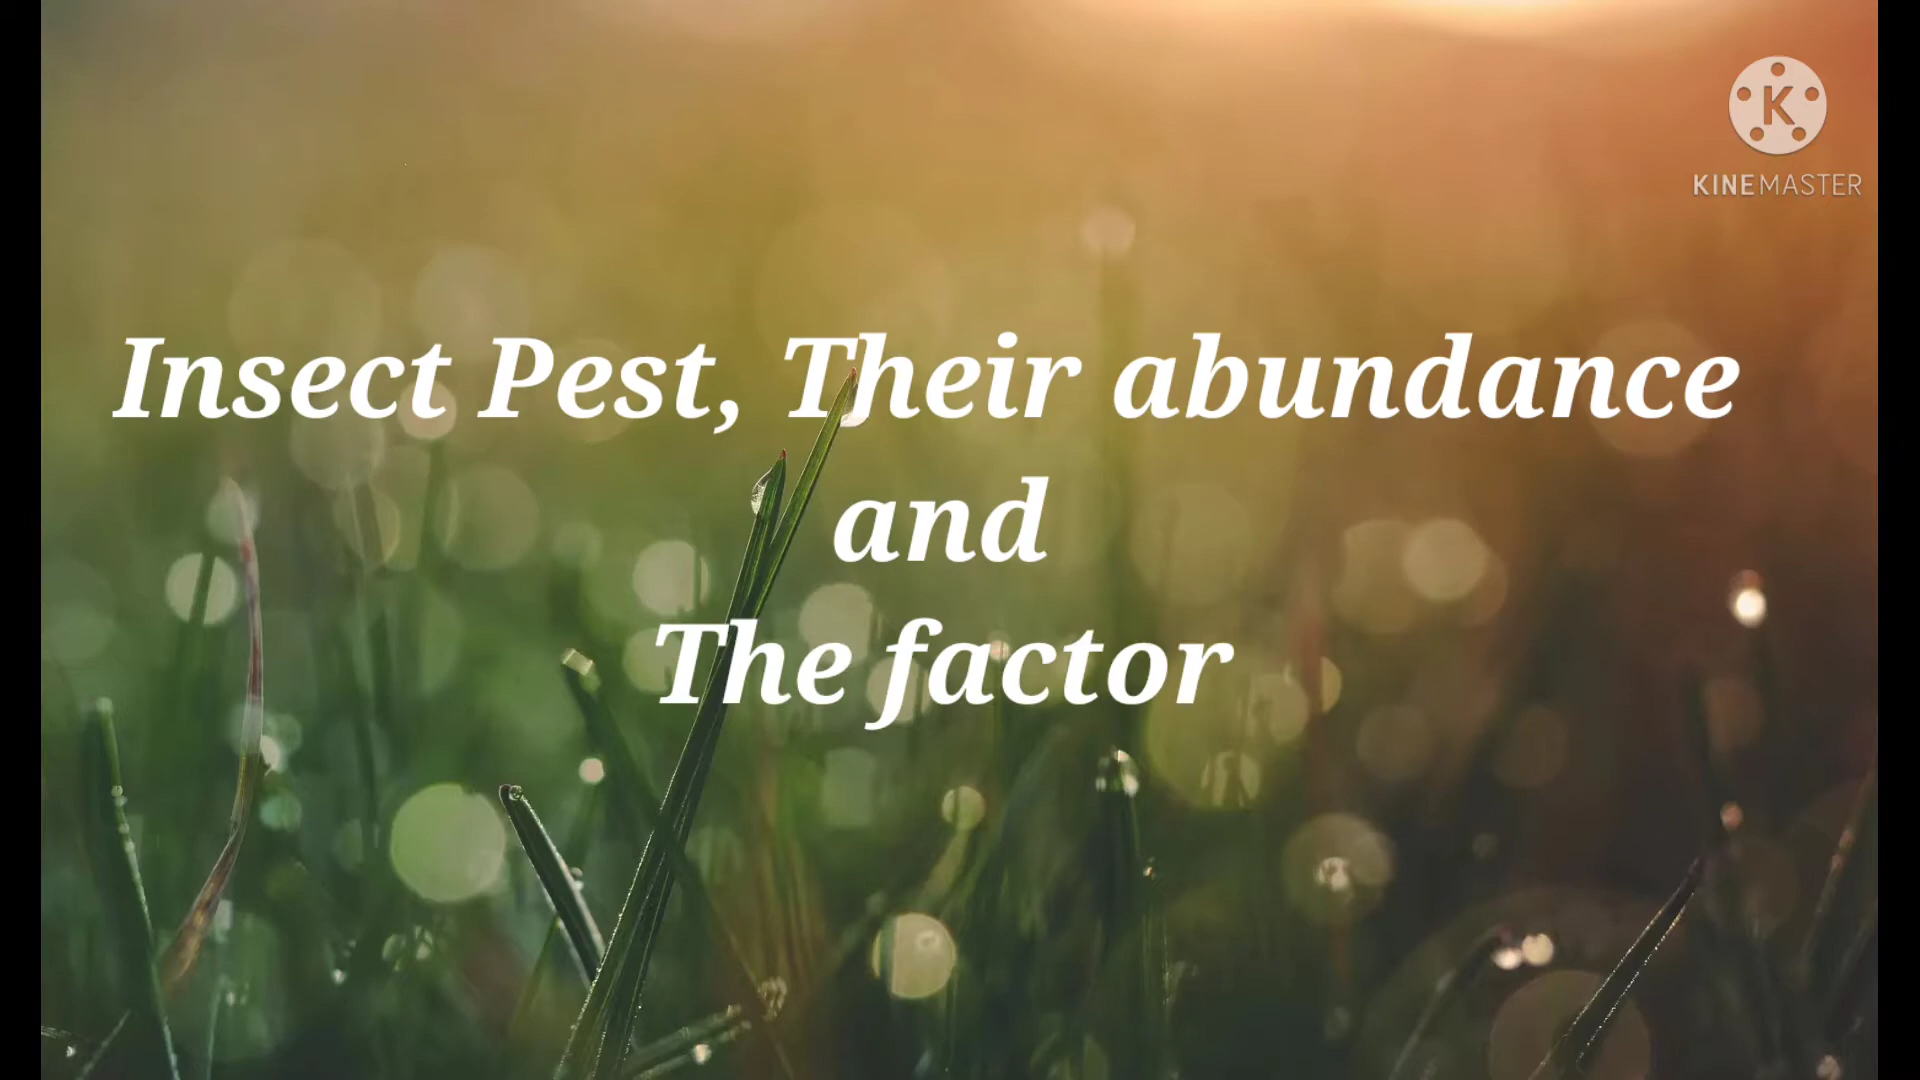 K
KINEMASTER
Insect Pest, Their abundance
and
The factor